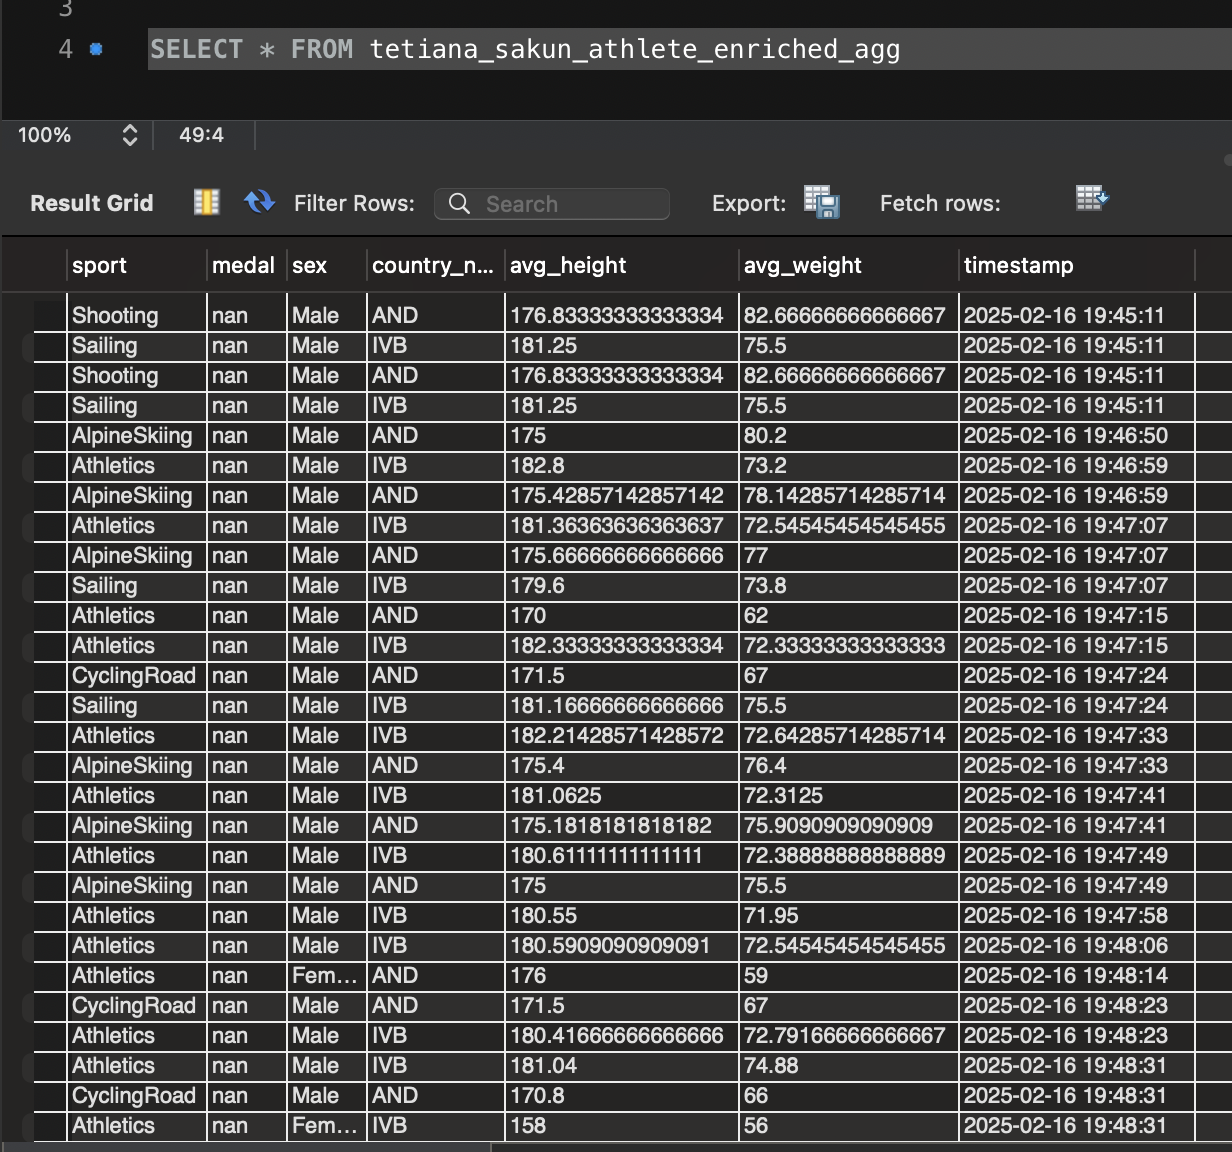 3
4 SELECT * FROM tetiana_sakun_athlete_enriched_agg
100% 49:4
Result Grid Filter Rows: Search Export: Fetch rows:
sport medal sex country_n... avg_height avg_weight timestamp
Shooting nan Male AND 176.83333333333334 82.66666666666667 2025-02-16 19:45:11
Sailing nan Male IVB 181.25 75.5 2025-02-16 19:45:11
Shooting nan Male AND 176.83333333333334 82.66666666666667 2025-02-16 19:45:11
Sailing nan Male IVB 181.25 75.5 2025-02-16 19:45:11
AlpineSkiing nan Male AND 175 80.2 2025-02-16 19:46:50
Athletics nan Male IVB 182.8 73.2 2025-02-16 19:46:59
AlpineSkiing nan Male AND 175.42857142857142 78.14285714285714 2025-02-16 19:46:59
Athletics nan Male IVB 181.36363636363637 72.54545454545455 2025-02-16 19:47:07
AlpineSkiing nan Male AND 175.66666666666666 77 2025-02-16 19:47:07
Sailing nan Male IVB 179.6 73.8 2025-02-16 19:47:07
Athletics nan Male AND 170 62 2025-02-16 19:47:15
Athletics nan Male IVB 182.33333333333334 72.33333333333333 2025-02-16 19:47:15
CyclingRoad nan Male AND 171.5 67 2025-02-16 19:47:24
Sailing nan Male IVB 181.16666666666666 75.5 2025-02-16 19:47:24
Athletics nan Male IVB 182.21428571428572 72.64285714285714 2025-02-16 19:47:33
AlpineSkiing nan Male AND 175.4 76.4 2025-02-16 19:47:33
Athletics nan Male IVB 181.0625 72.3125 2025-02-16 19:47:41
AlpineSkiing nan Male AND 175.1818181818182 75.9090909090909 2025-02-16 19:47:41
Athletics nan Male IVB 180.61111111111111 72.38888888888889 2025-02-16 19:47:49
AlpineSkiing nan Male AND 175 75.5 2025-02-16 19:47:49
Athletics nan Male IVB 180.55 71.95 2025-02-16 19:47:58
Athletics nan Male IVB 180.5909090909091 72.54545454545455 2025-02-16 19:48:06
Athletics nan Fem... AND 176 59 2025-02-16 19:48:14
CyclingRoad nan Male AND 171.5 67 2025-02-16 19:48:23
Athletics nan Male IVB 180.41666666666666 72.79166666666667 2025-02-16 19:48:23
Athletics nan Male IVB 181.04 74.88 2025-02-16 19:48:31
CyclingRoad nan Male AND 170.8 66 2025-02-16 19:48:31
Athletics nan Fem... IVB 158 56 2025-02-16 19:48:31